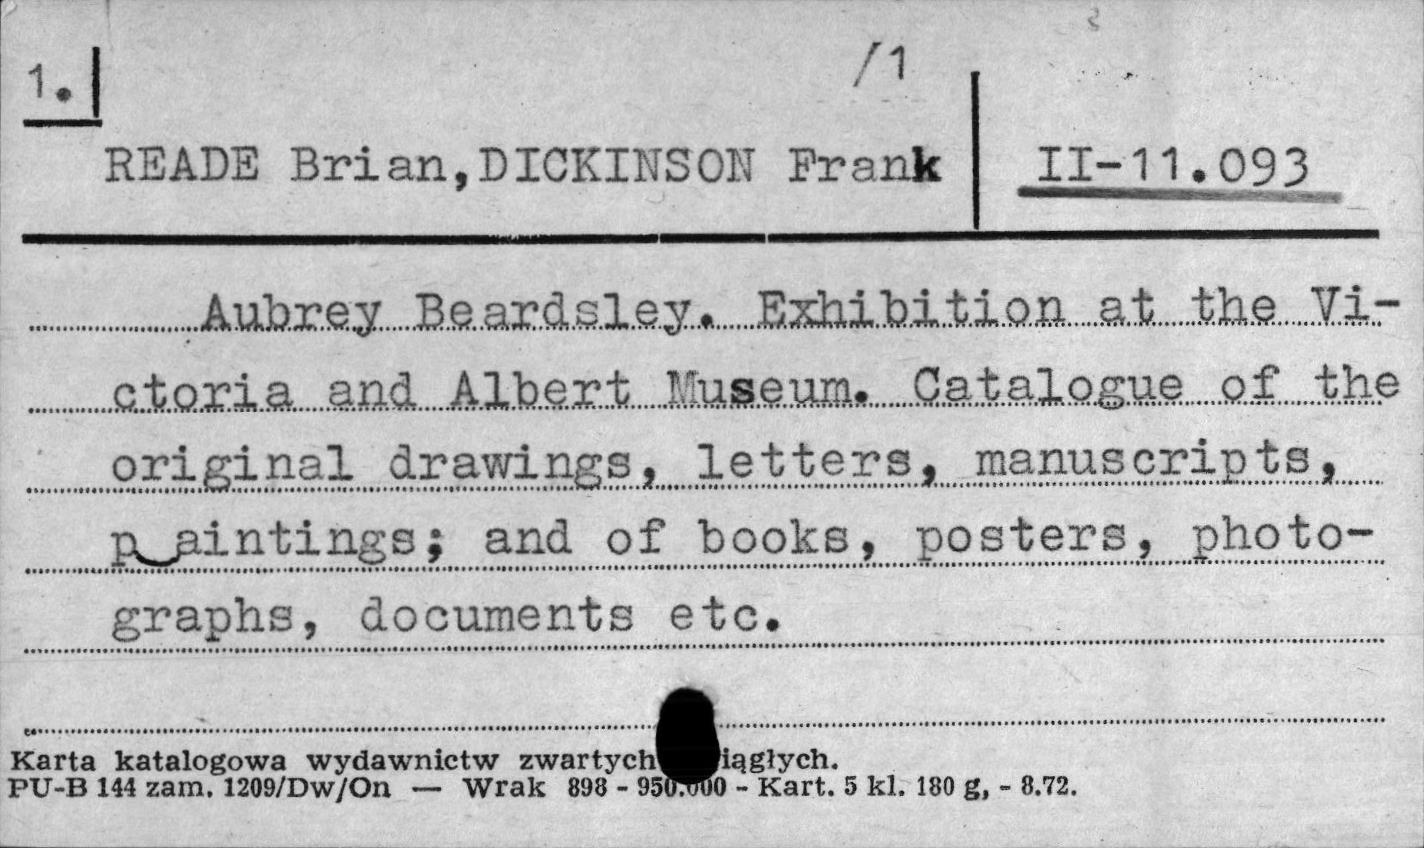 /1
1.
READE Brian, DICKINSON Frank
II-11.093
Aubrey Beardsley. Exhibition at the Vi-
ctoria and Albert Museum. Catalogue of the
original drawings, letters, manuscripts,
paintings; and of books, posters, photo-
graphs, documents etc.
Karta katalogowa wydawnictw zwartych iągłych.
PU-B 144 zam. 1209/Dw/On — Wrak 898 - 950.000 - Kart. 5 kl. 180 g, - 8.72.